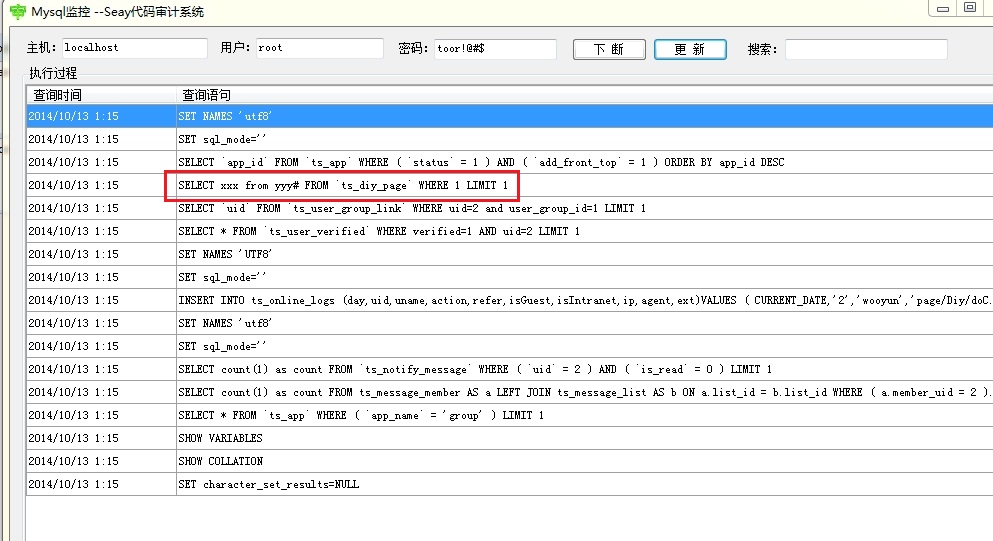 Mysql监控 --Seay代码审计系统
主机: localhost 用户: root 密码: toor!@#$ 下 断 更 新 搜索:
执行过程
查询时间 查询语句
2014/10/13 1:15 SET NAMES 'utf8'
2014/10/13 1:15 SET sql_mode=''
2014/10/13 1:15 SELECT `app_id` FROM `ts_app` WHERE ( `status` = 1 ) AND ( `add_front_top` = 1 ) ORDER BY app_id DESC
2014/10/13 1:15 SELECT xxx from yyy# FROM `ts_diy_page` WHERE 1 LIMIT 1
2014/10/13 1:15 SELECT `uid` FROM `ts_user_group_link` WHERE uid=2 and user_group_id=1 LIMIT 1
2014/10/13 1:15 SELECT * FROM `ts_user_verified` WHERE verified=1 AND uid=2 LIMIT 1
2014/10/13 1:15 SET NAMES 'UTF8'
2014/10/13 1:15 SET sql_mode=''
2014/10/13 1:15 INSERT INTO ts_online_logs (day,uid,uname,action,refer,isGuest,isIntranet,ip,agent,ext)VALUES ( CURRENT_DATE,'2','wooyun','page/Diy/doC.
2014/10/13 1:15 SET NAMES 'utf8'
2014/10/13 1:15 SET sql_mode=''
2014/10/13 1:15 SELECT count(1) as count FROM `ts_notify_message` WHERE ( `uid` = 2 ) AND ( `is_read` = 0 ) LIMIT 1
2014/10/13 1:15 SELECT count(1) as count FROM ts_message_member AS a LEFT JOIN ts_message_list AS b ON a.list_id = b.list_id WHERE ( a.member_uid = 2 ).
2014/10/13 1:15 SELECT * FROM `ts_app` WHERE ( `app_name` = 'group' ) LIMIT 1
2014/10/13 1:15 SHOW VARIABLES
2014/10/13 1:15 SHOW COLLATION
2014/10/13 1:15 SET character_set_results=NULL